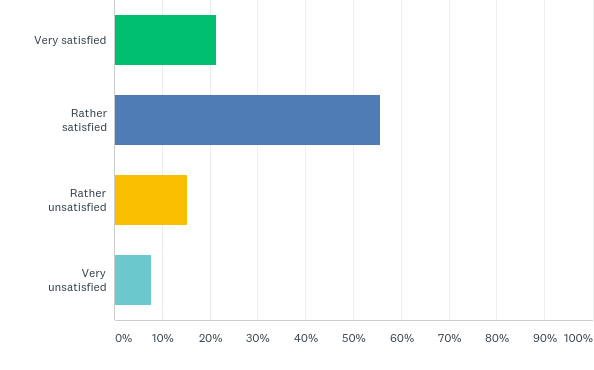 Very satisfied
Rather
satisfied
Rather
unsatisfied
Very
unsatisfied
0% 10% 20% 30% 40% 50% 60% 70% 80% 90% 100%